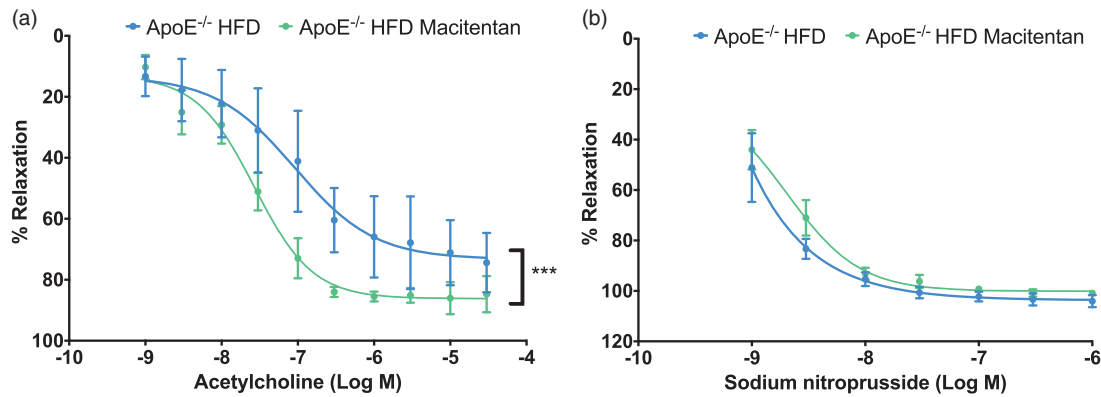 (a)
ApoE-/- HFD ApoE-/- HFD Macitentan
0
20
40
60
80
100
% Relaxation
***
-10 -9 -8 -7 -6 -5 -4
Acetylcholine (Log M)
(b)
ApoE-/- HFD ApoE-/- HFD Macitentan
0
20
40
60
80
100
120
% Relaxation
-10 -9 -8 -7 -6
Sodium nitroprusside (Log M)